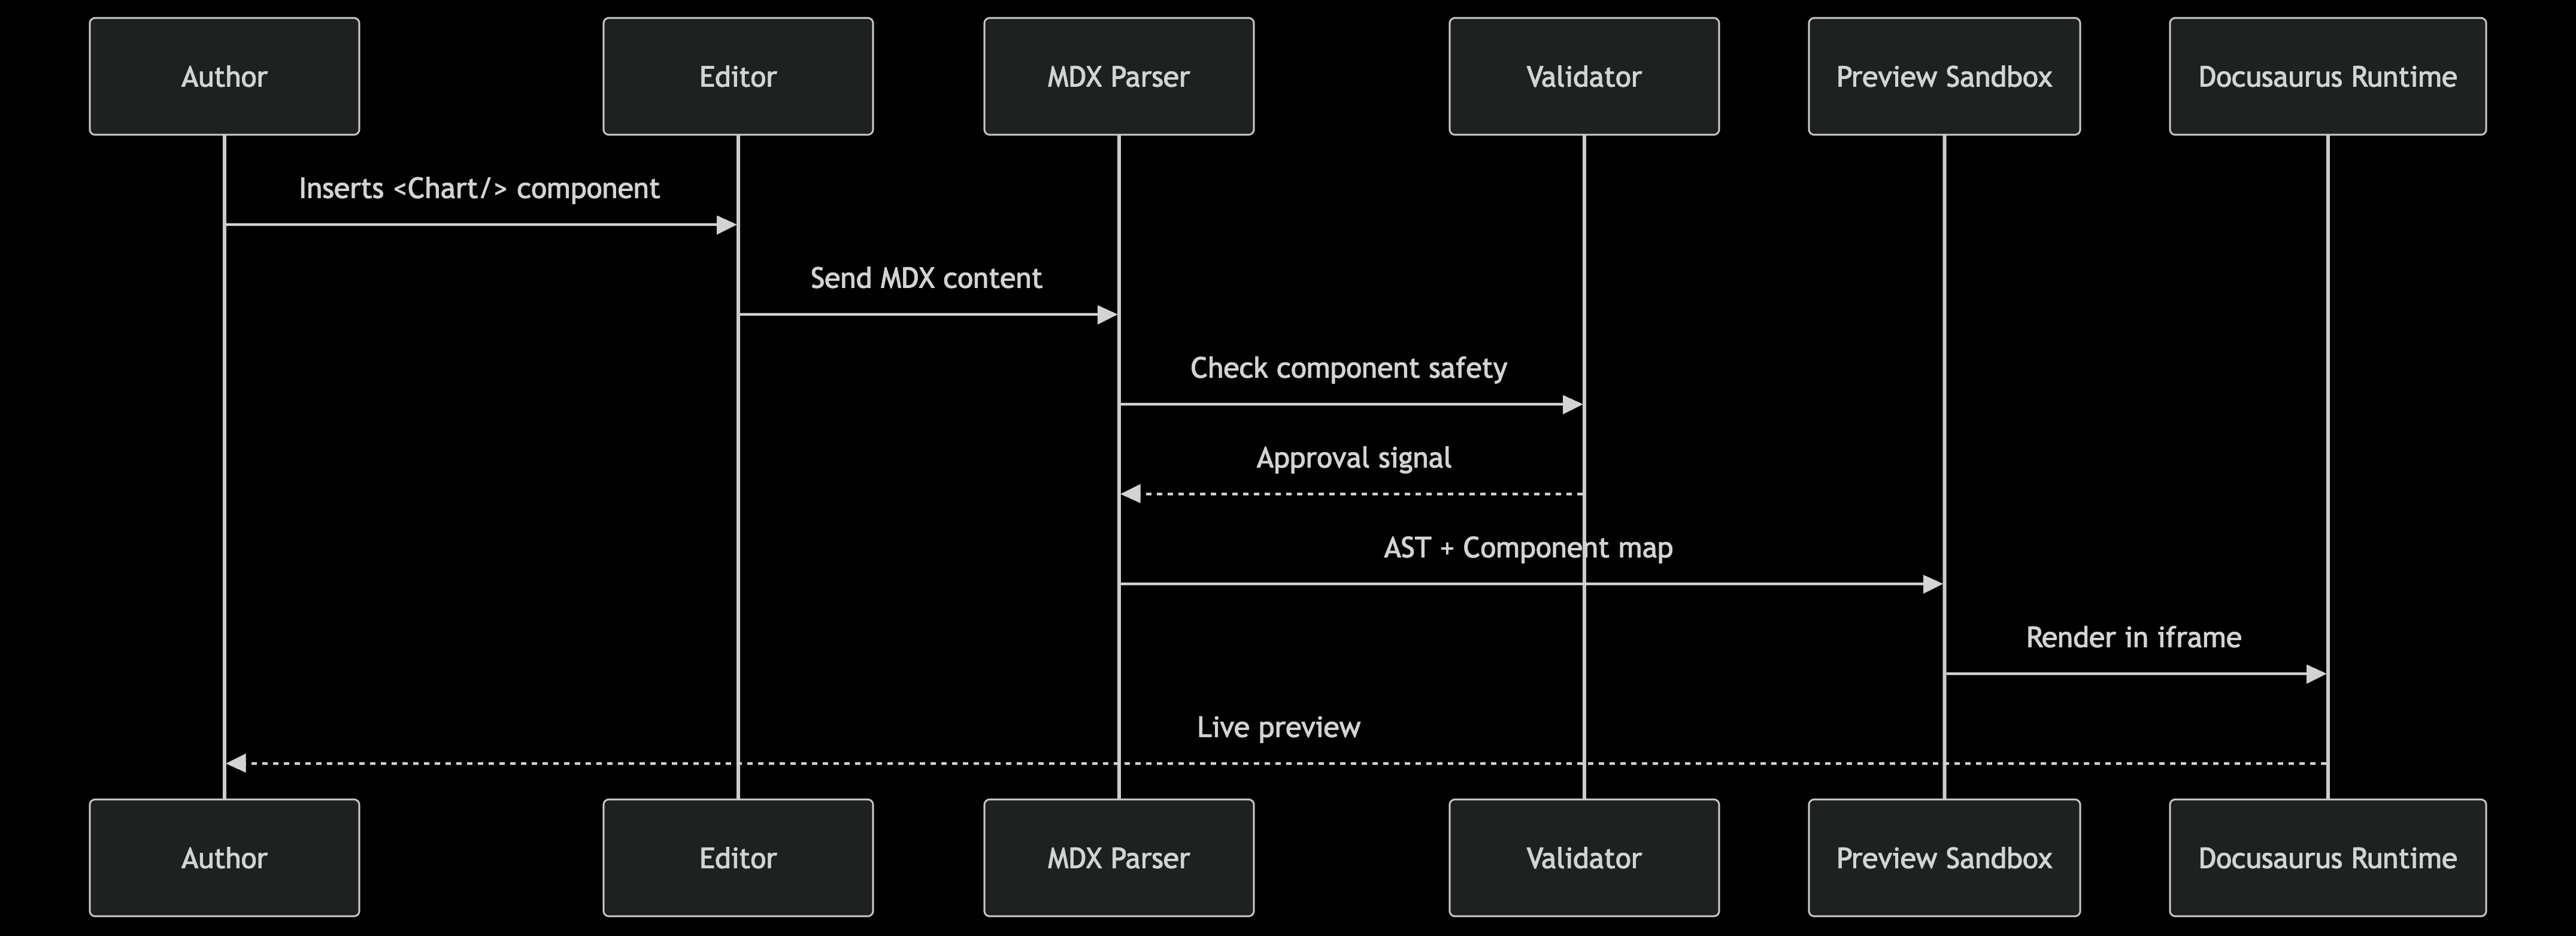 Author
Editor
MDX Parser
Validator
Preview Sandbox
Docusaurus Runtime
Inserts <Chart/> component
Send MDX content
Check component safety
Approval signal
AST + Component map
Render in iframe
Live preview
Author
Editor
MDX Parser
Validator
Preview Sandbox
Docusaurus Runtime